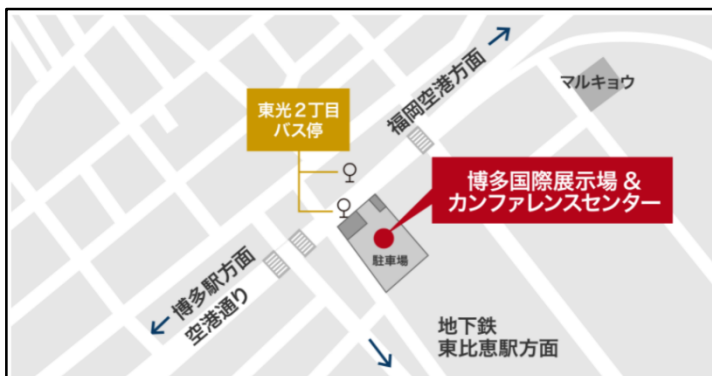 福岡空港方面
マルキョウ
東光2丁目
バス停
博多国際展示場 &
カンファレンスセンター
駐車場
博多駅方面
空港通り
地下鉄
東比恵駅方面